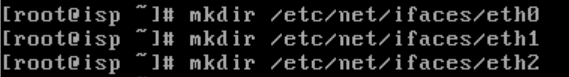 [root@isp ~]# mkdir /etc/net/ifaces/eth0
[root@isp ~]# mkdir /etc/net/ifaces/eth1
[root@isp ~]# mkdir /etc/net/ifaces/eth2